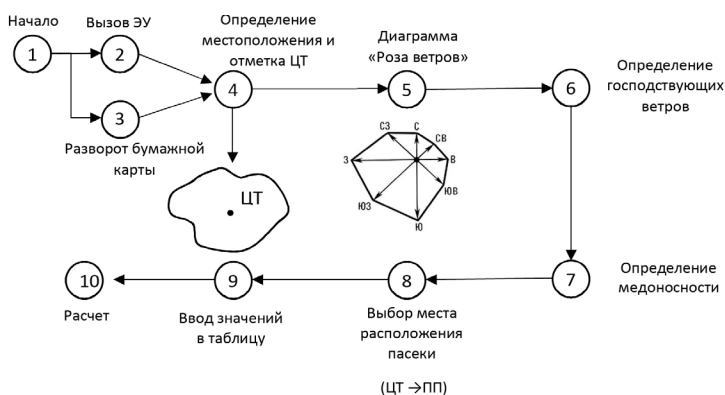 Начало
1
Вызов ЭУ
2
3
Разворот бумажной
карты
Определение
местоположения и
отметка ЦТ
4
ЦТ
Диаграмма
«Роза ветров»
5
СЗ
С
СВ
З
В
ЮЗ
ЮВ
Ю
6
Определение
господствующих
ветров
7
Определение
медоносности
8
Выбор места
расположения
пасеки
(ЦТ →ПП)
9
Ввод значений
в таблицу
10
Расчет